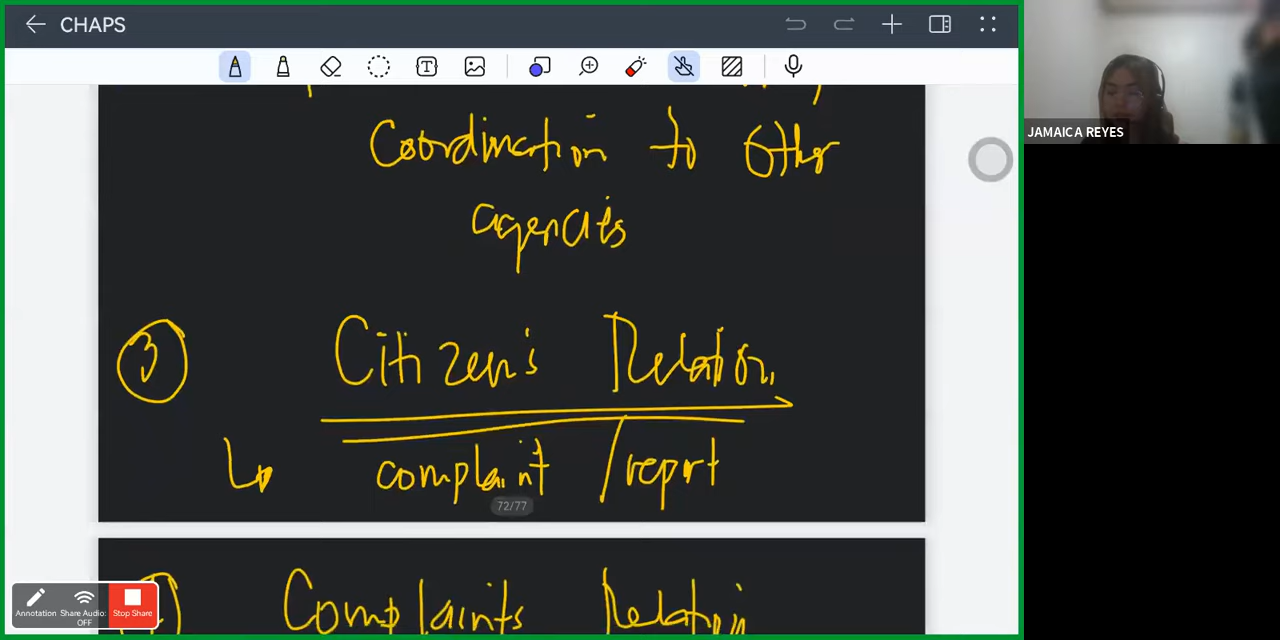 CHAPS
JAMAICA REYES
Coordination to Other
agencies
3 Citizen's Relation
complaint / report
72/77
Complaints Relation
Annotation Share Audio: OFF Stop Share